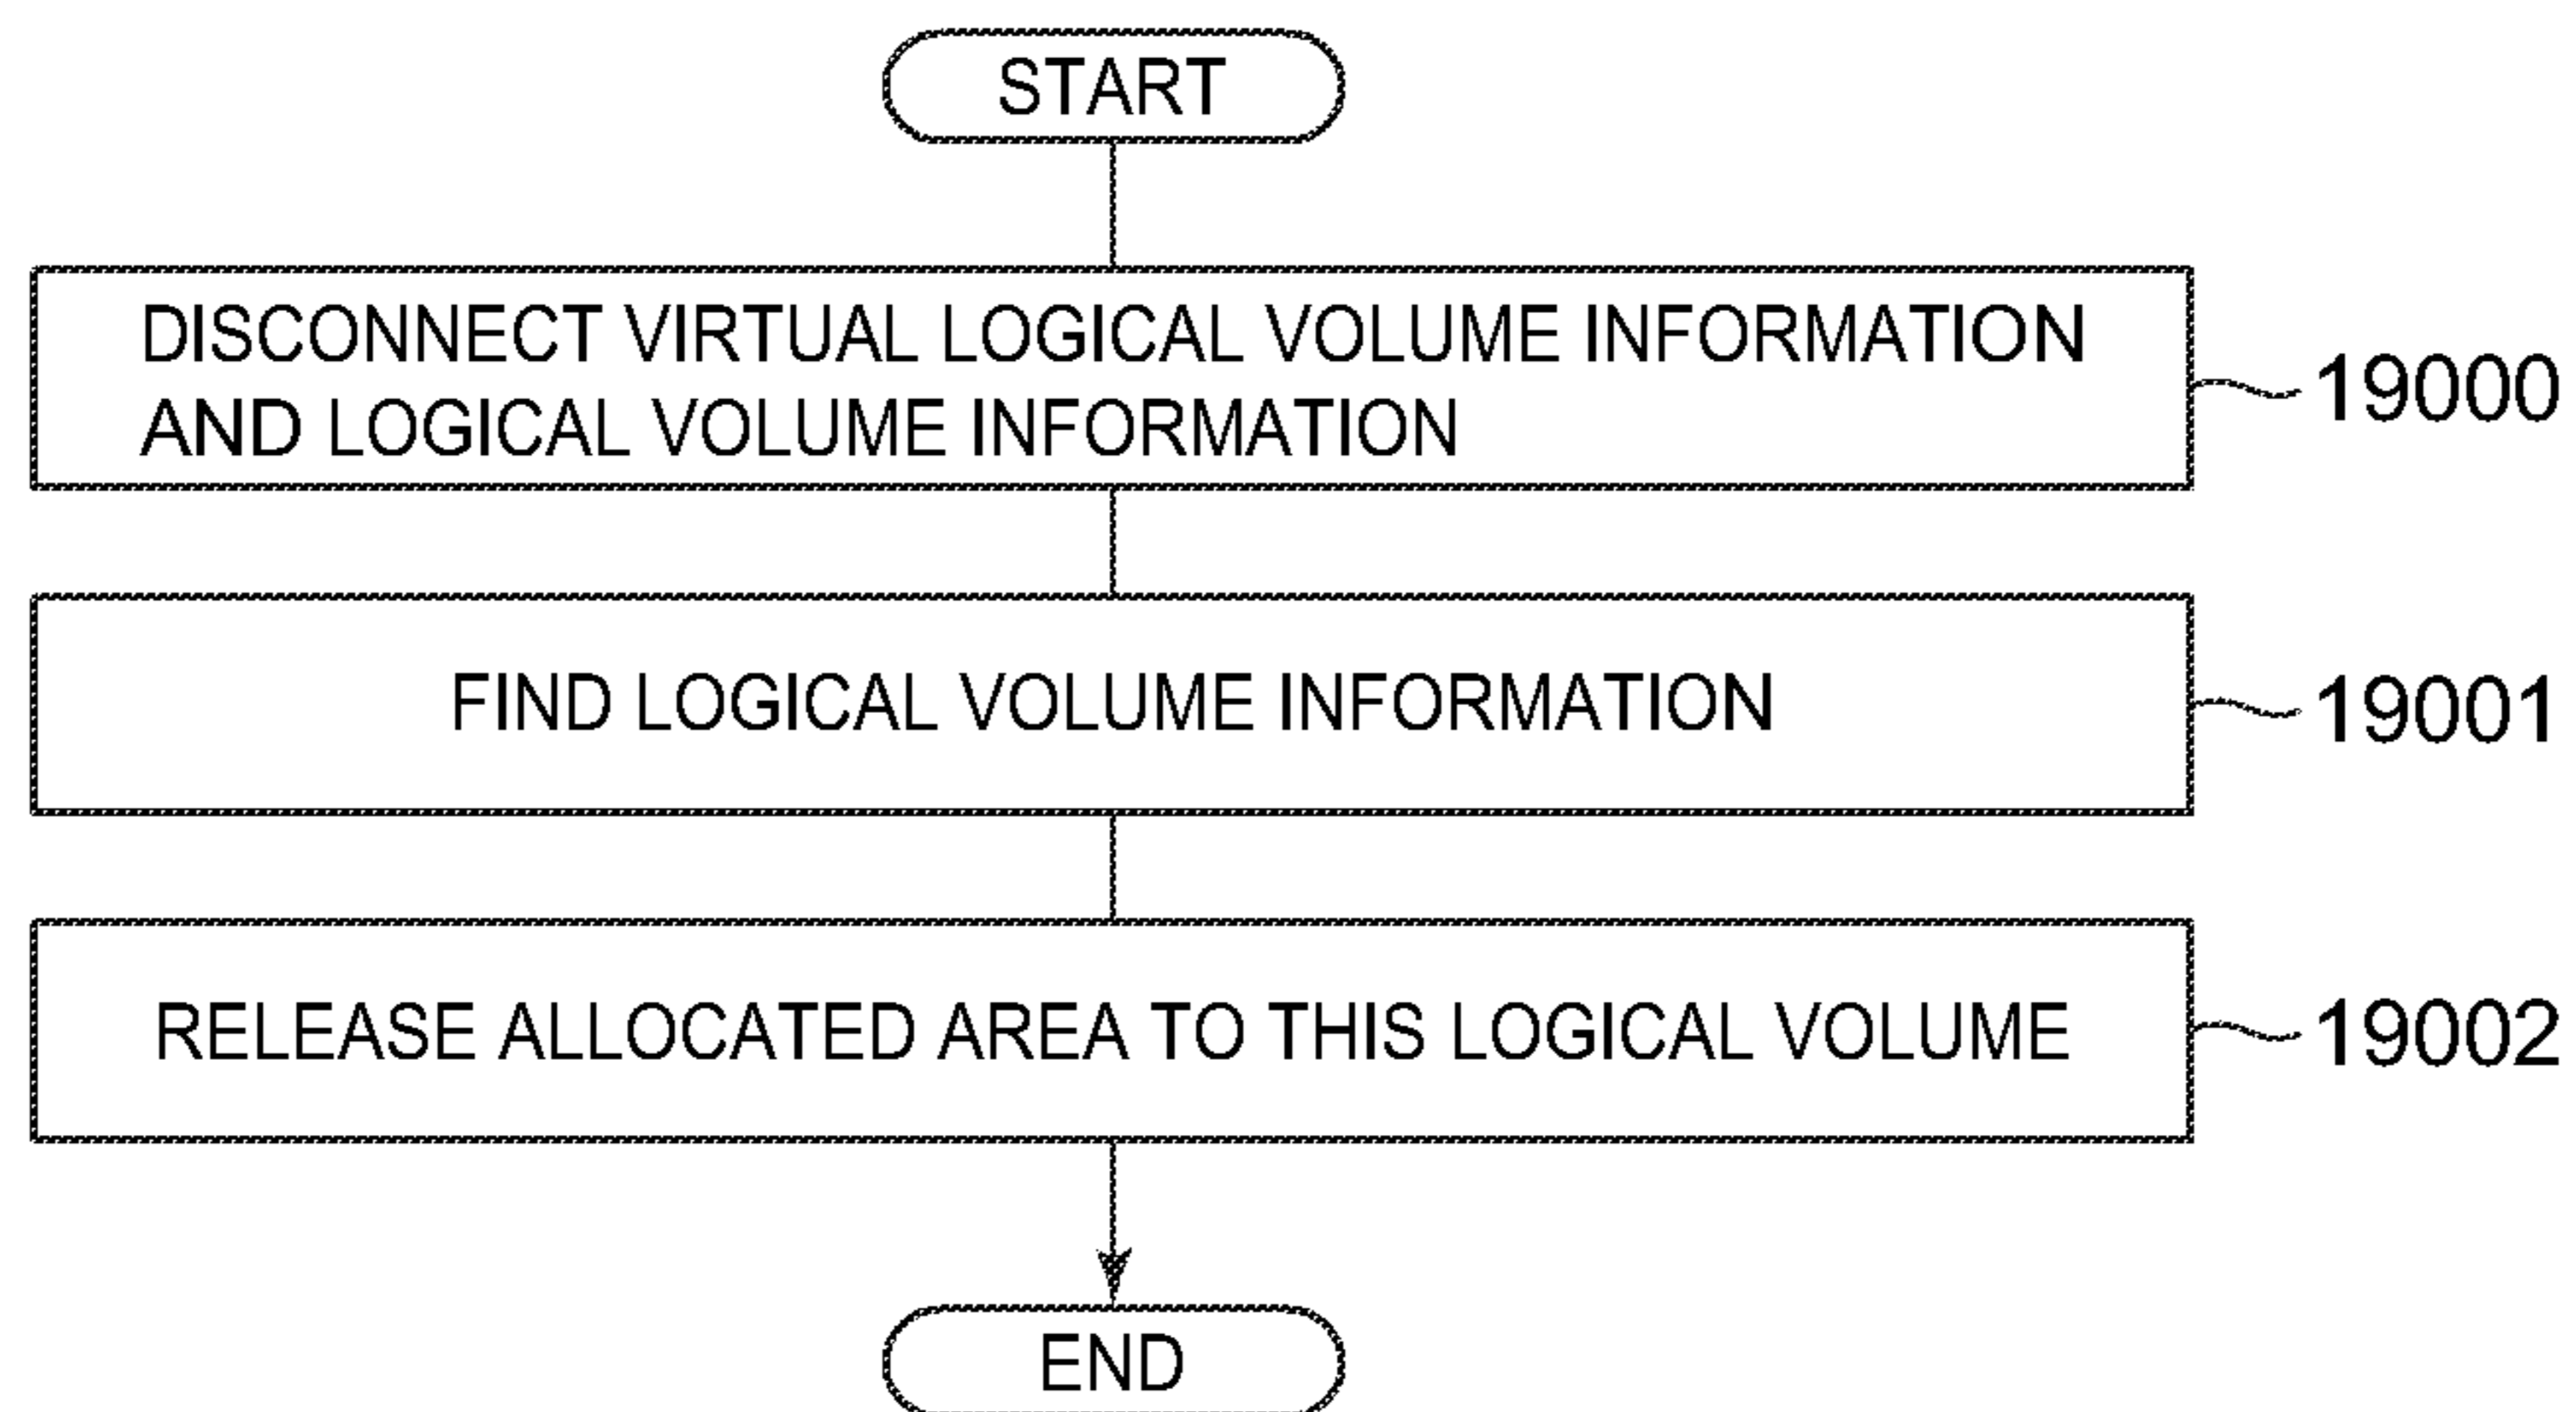 START
DISCONNECT VIRTUAL LOGICAL VOLUME INFORMATION
AND LOGICAL VOLUME INFORMATION
19000
FIND LOGICAL VOLUME INFORMATION
19001
RELEASE ALLOCATED AREA TO THIS LOGICAL VOLUME
19002
END